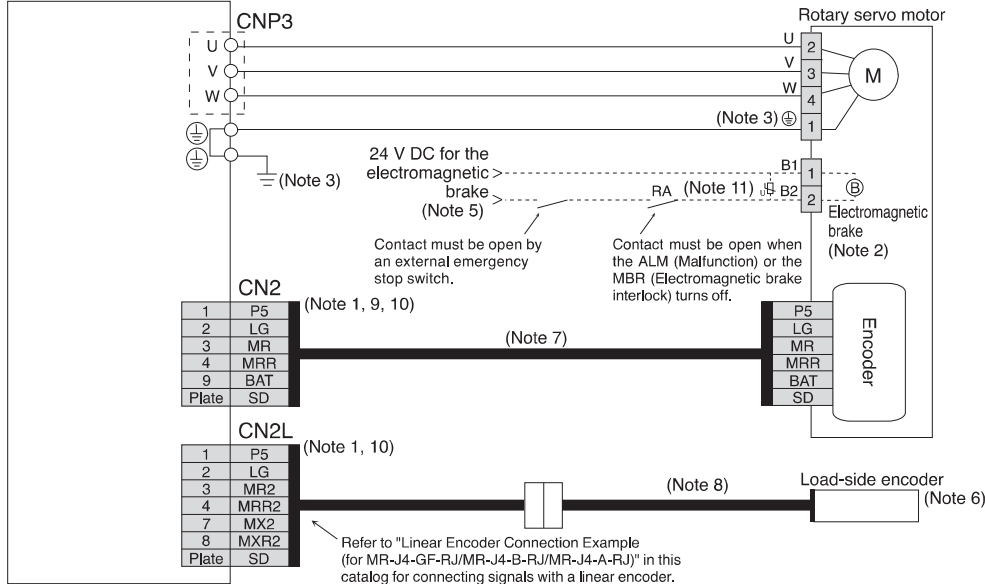 CNP3
Rotary servo motor
U
V
W
U
V
W
2
3
4
1
M
(Note 3)
(Note 3)
24 V DC for the
electromagnetic
brake
(Note 5)
RA
(Note 11)
U
B1
B2
1
2
B
Electromagnetic
brake
(Note 2)
Contact must be open by
an external emergency
stop switch.
Contact must be open when
the ALM (Malfunction) or the
MBR (Electromagnetic brake
interlock) turns off.
CN2
(Note 1, 9, 10)
1 P5
2 LG
3 MR
4 MRR
9 BAT
Plate SD
(Note 7)
P5
LG
MR
MRR
BAT
SD
Encoder
CN2L
(Note 1, 10)
1 P5
2 LG
3 MR2
4 MRR2
7 MX2
8 MXR2
Plate SD
(Note 8)
Load-side encoder
(Note 6)
Refer to "Linear Encoder Connection Example
(for MR-J4-GF-RJ/MR-J4-B-RJ/MR-J4-A-RJ)" in this
catalog for connecting signals with a linear encoder.